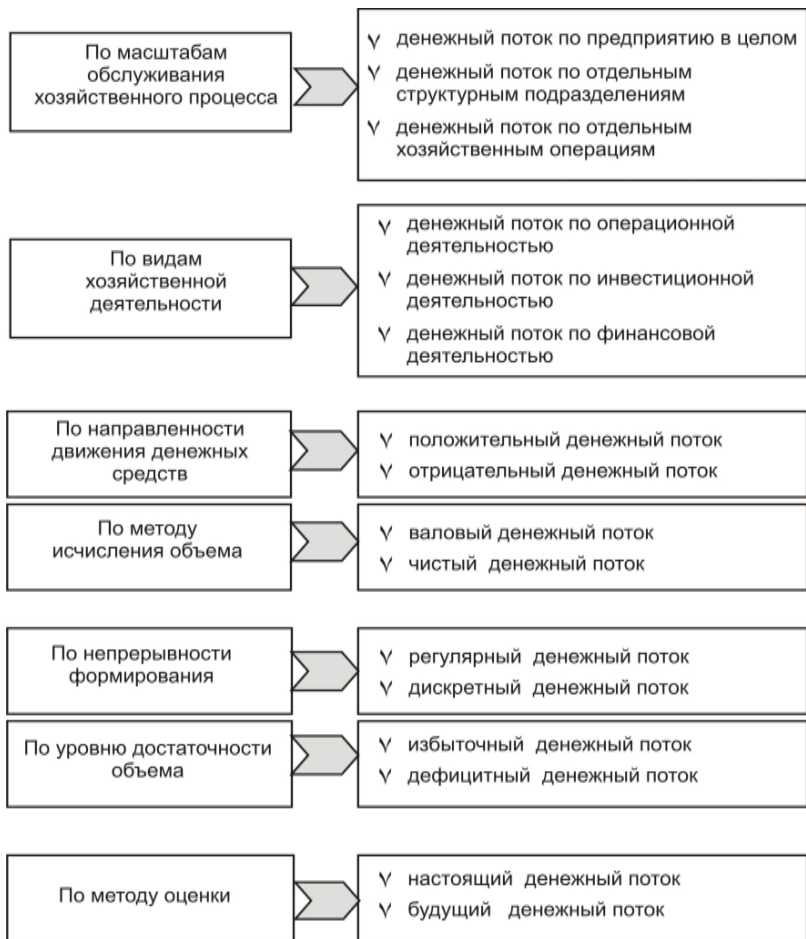 По масштабам
обслуживания
хозяйственного процесса
денежный поток по предприятию в целом
денежный поток по отдельным
структурным подразделениям
денежный поток по отдельным
хозяйственным операциям
По видам
хозяйственной
деятельности
денежный поток по операционной
деятельностью
денежный поток по инвестиционной
деятельностью
денежный поток по финансовой
деятельностью
По направленности
движения денежных
средств
положительный денежный поток
отрицательный денежный поток
По методу
исчисления объема
валовый денежный поток
чистый денежный поток
По непрерывности
формирования
регулярный денежный поток
дискретный денежный поток
По уровню достаточности
объема
избыточный денежный поток
дефицитный денежный поток
По методу оценки
настоящий денежный поток
будущий денежный поток